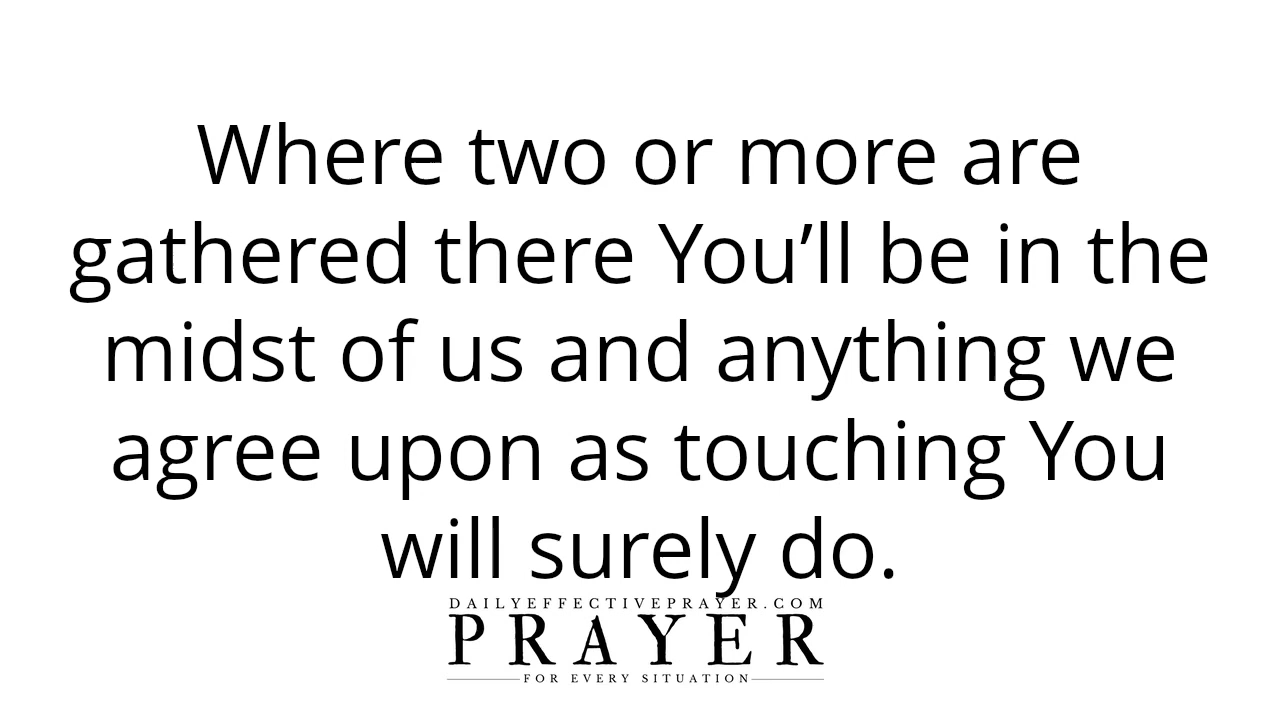 Where two or more are
gathered there You’ll be in the
midst of us and anything we
agree upon as touching You
will surely do.
DAILYEFFECTIVEPRAYER.COM
PRAYER
FOR EVERY SITUATION